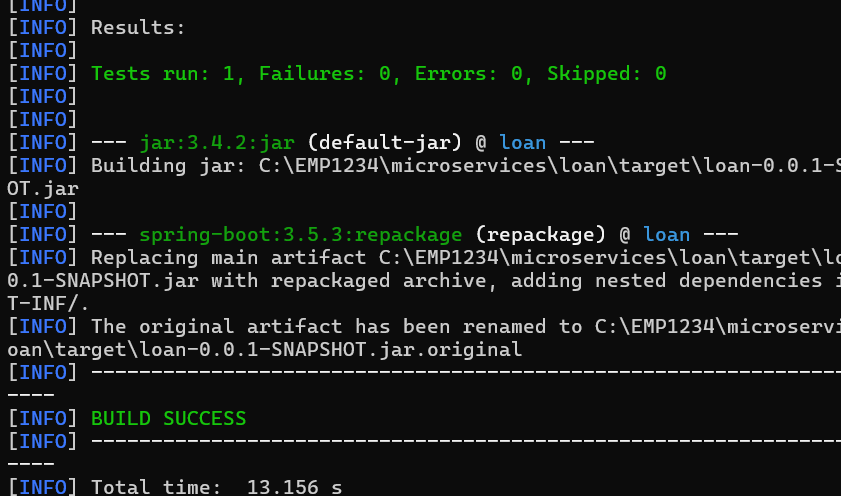 [INFO]
[INFO] Results:
[INFO]
[INFO] Tests run: 1, Failures: 0, Errors: 0, Skipped: 0
[INFO]
[INFO]
[INFO] --- jar:3.4.2:jar (default-jar) @ loan ---
[INFO] Building jar: C:\EMP1234\microservices\loan\target\loan-0.0.1-S
OT.jar
[INFO]
[INFO] --- spring-boot:3.5.3:repackage (repackage) @ loan ---
[INFO] Replacing main artifact C:\EMP1234\microservices\loan\target\lo
0.1-SNAPSHOT.jar with repackaged archive, adding nested dependencies i
T-INF/.
[INFO] The original artifact has been renamed to C:\EMP1234\microservi
oan\target\loan-0.0.1-SNAPSHOT.jar.original
[INFO] ---------------------------------------------------------------
----
[INFO] BUILD SUCCESS
[INFO] ---------------------------------------------------------------
----
[INFO] Total time:  13.156 s